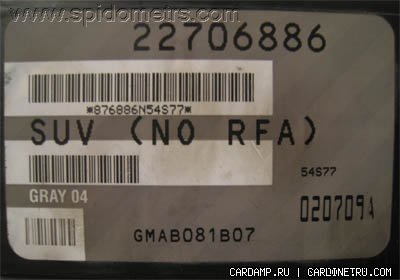 www.spidometrs.com
22706886
*876886N54S77*
SUV (NO RFA)
54S77
GRAY 04
020709A
GMAB081B07
CARDAMP.RU | CARDINETRU.COM